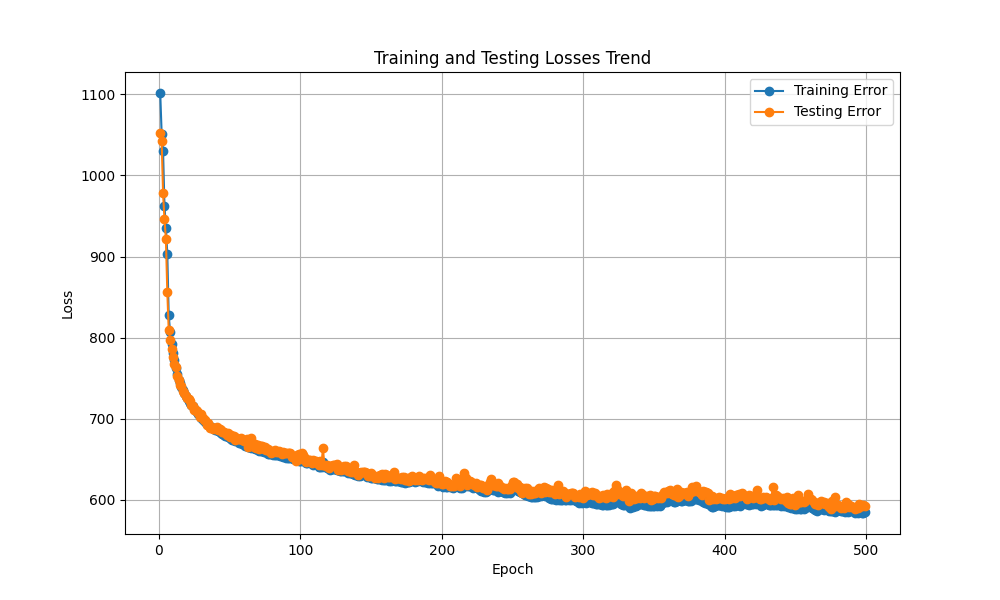 Training and Testing Losses Trend
Training Error
Testing Error
1100
1000
900
800
700
600
Loss
0 100 200 300 400 500
Epoch